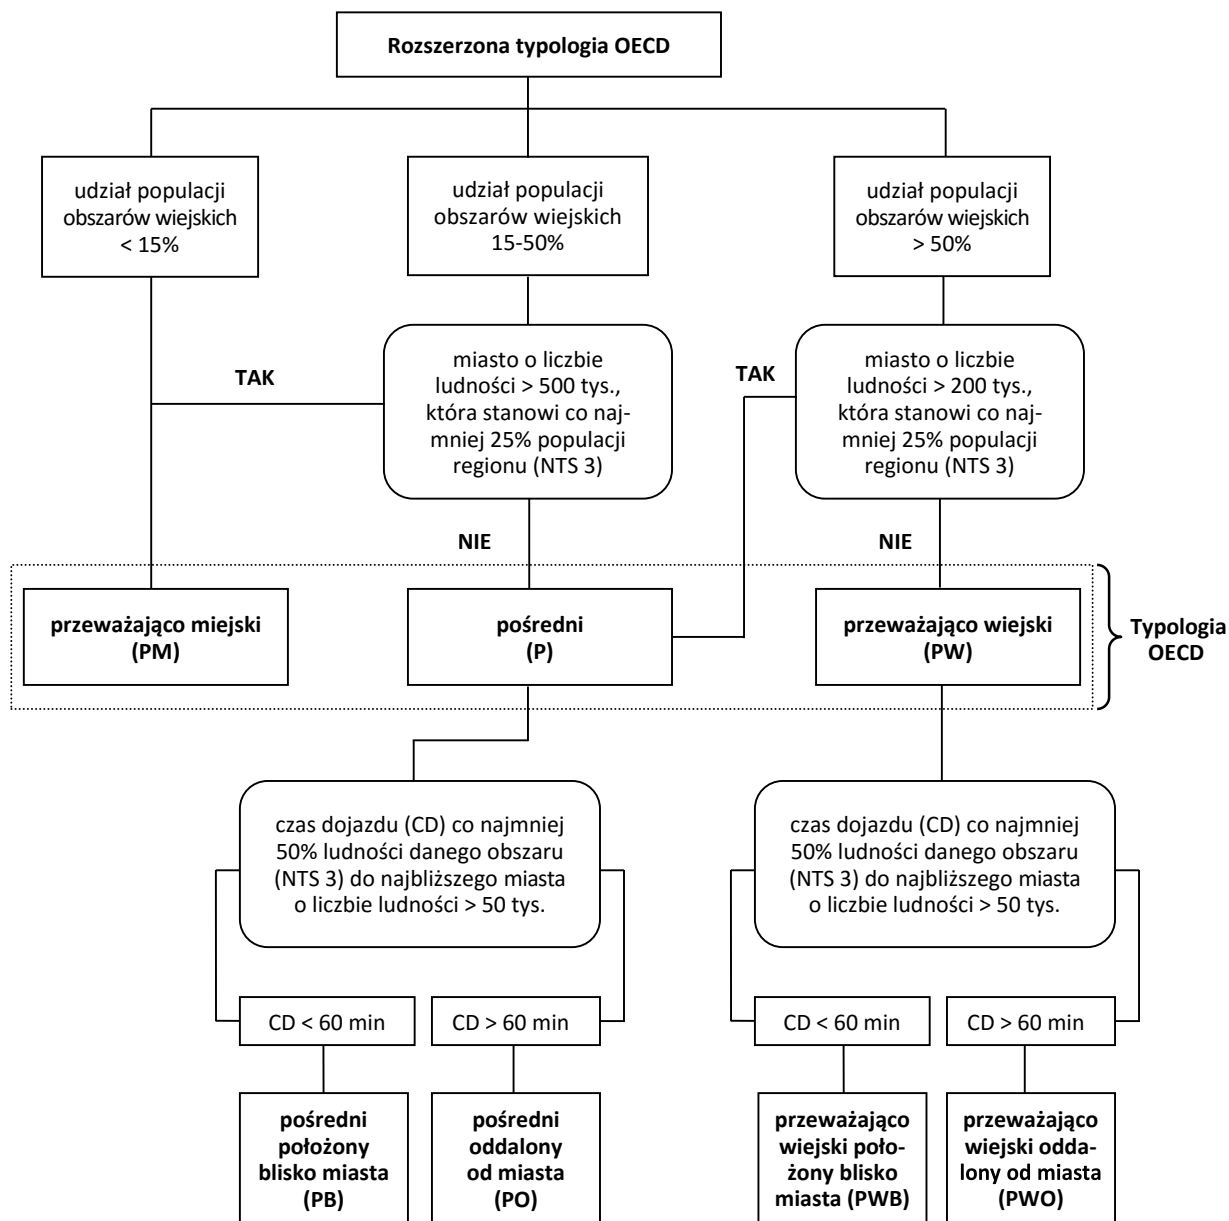 Rozszerzona typologia OECD
udział populacji
obszarów wiejskich
< 15%
udział populacji
obszarów wiejskich
15-50%
udział populacji
obszarów wiejskich
> 50%
TAK
miasto o liczbie
ludności > 500 tys.,
która stanowi co naj-
mniej 25% populacji
regionu (NTS 3)
TAK
miasto o liczbie
ludności > 200 tys.,
która stanowi co naj-
mniej 25% populacji
regionu (NTS 3)
NIE
NIE
przeważająco miejski
(PM)
pośredni
(P)
przeważająco wiejski
(PW)
Typologia
OECD
czas dojazdu (CD) co najmniej
50% ludności danego obszaru
(NTS 3) do najbliższego miasta
o liczbie ludności > 50 tys.
czas dojazdu (CD) co najmniej
50% ludności danego obszaru
(NTS 3) do najbliższego miasta
o liczbie ludności > 50 tys.
CD < 60 min
CD > 60 min
CD < 60 min
CD > 60 min
pośredni
położony
blisko miasta
(PB)
pośredni
oddalony
od miasta
(PO)
przeważająco
wiejski poło-
żony blisko
miasta (PWB)
przeważająco
wiejski odda-
lony od miasta
(PWO)